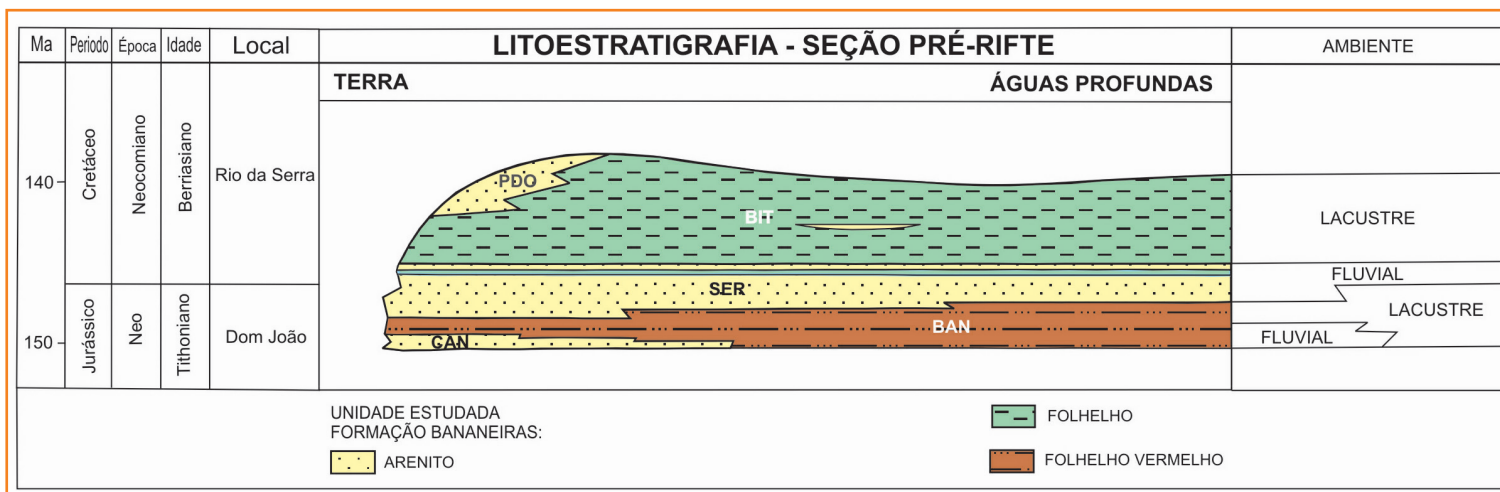 Ma Periodo Época Idade Local LITOESTRATIGRAFIA - SEÇÃO PRÉ-RIFTE AMBIENTE
TERRA ÁGUAS PROFUNDAS
140
150
Cretáceo
Jurássico
Neocomiano
Neo
Berriasiano
Tithoniano
Rio da Serra
Dom João
PDO
BIT
SER
BAN
CAN
LACUSTRE
FLUVIAL
LACUSTRE
FLUVIAL
UNIDADE ESTUDADA
FORMAÇÃO BANANEIRAS:
ARENITO
FOLHELHO
FOLHELHO VERMELHO